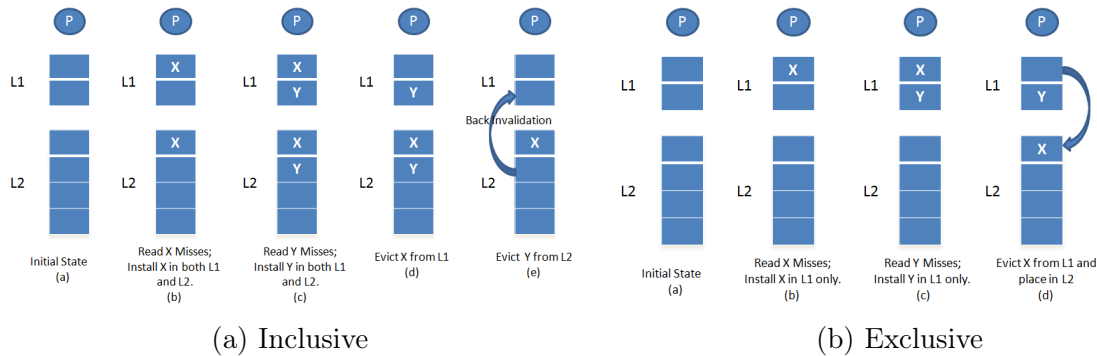 P P P P P P P P P
L1 X L1 X L1 L1 L1 X L1 X L1
Y Y Y Y
Back Invalidation
X X X X X
L2 L2 L2 Y L2 Y L2 L2 L2 L2 L2
Initial State
(a)
Read X Misses;
Install X in both L1
and L2.
(b)
Read Y Misses;
Install Y in both L1
and L2.
(c)
Evict X from L1
(d)
Evict Y from L2
(e)
Initial State
(a)
Read X Misses;
Install X in L1 only.
(b)
Read Y Misses;
Install Y in L1 only.
(c)
Evict X from L1 and
place in L2
(d)
(a) Inclusive
(b) Exclusive